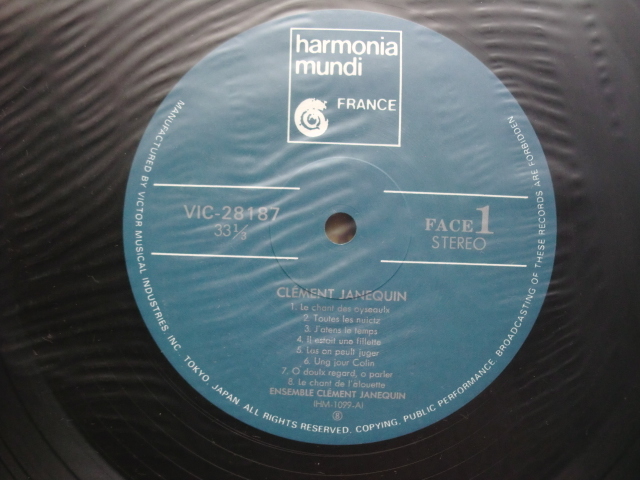 harmonia
mundi
FRANCE
VIC-28187
33⅓
FACE 1
STEREO
CLÉMENT JANEQUIN
1. Le chant des oyseaulx
2. Toutes les nuictz
3. J'atens le temps
4. Il estait une fillette
5. Las on peult juger
6. Ung jour Colin
7. O doulx regard, o parler
8. Le chant de l'alouette
ENSEMBLE CLÉMENT JANEQUIN
(HM-1099-A)
MANUFACTURED BY VICTOR MUSICAL INDUSTRIES, INC. TOKYO, JAPAN. ALL RIGHTS RESERVED. COPYING, PUBLIC PERFORMANCE, BROADCASTING OF THESE RECORDS ARE FORBIDDEN